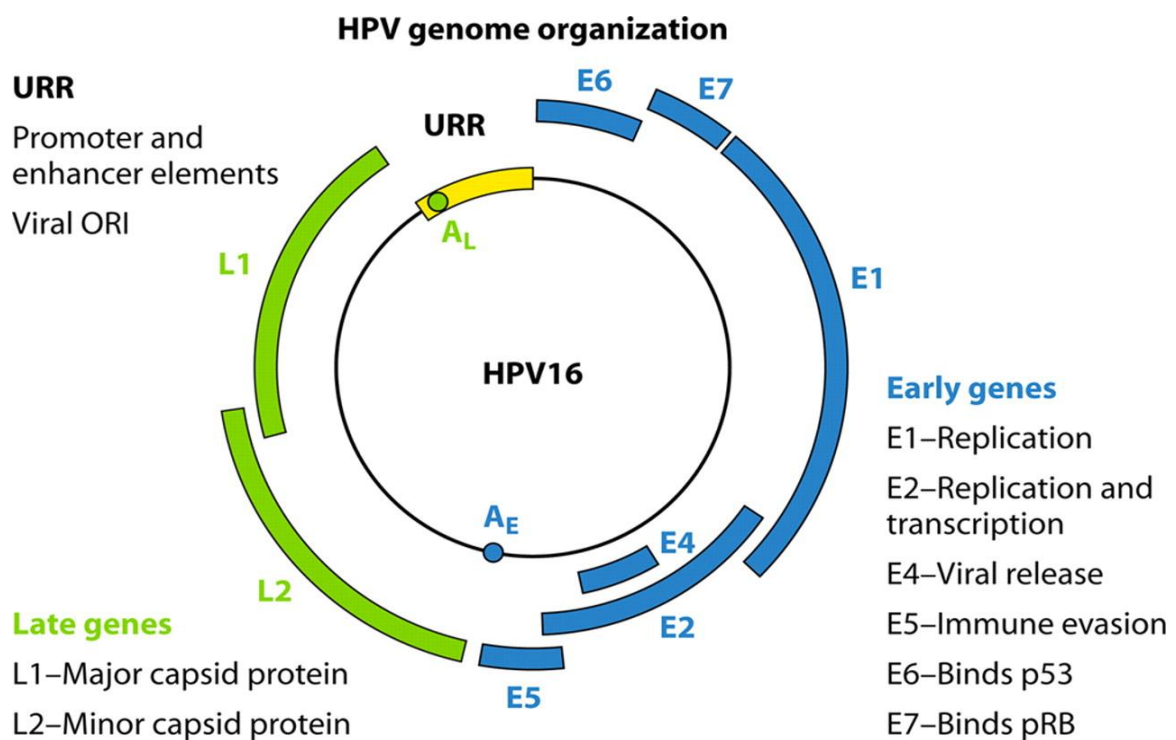 HPV genome organization
URR
Promoter and
enhancer elements
Viral ORI
URR
E6
E7
A_L
L1
E1
HPV16
A_E
E4
L2
E2
E5
Late genes
L1–Major capsid protein
L2–Minor capsid protein
Early genes
E1–Replication
E2–Replication and
transcription
E4–Viral release
E5–Immune evasion
E6–Binds p53
E7–Binds pRB